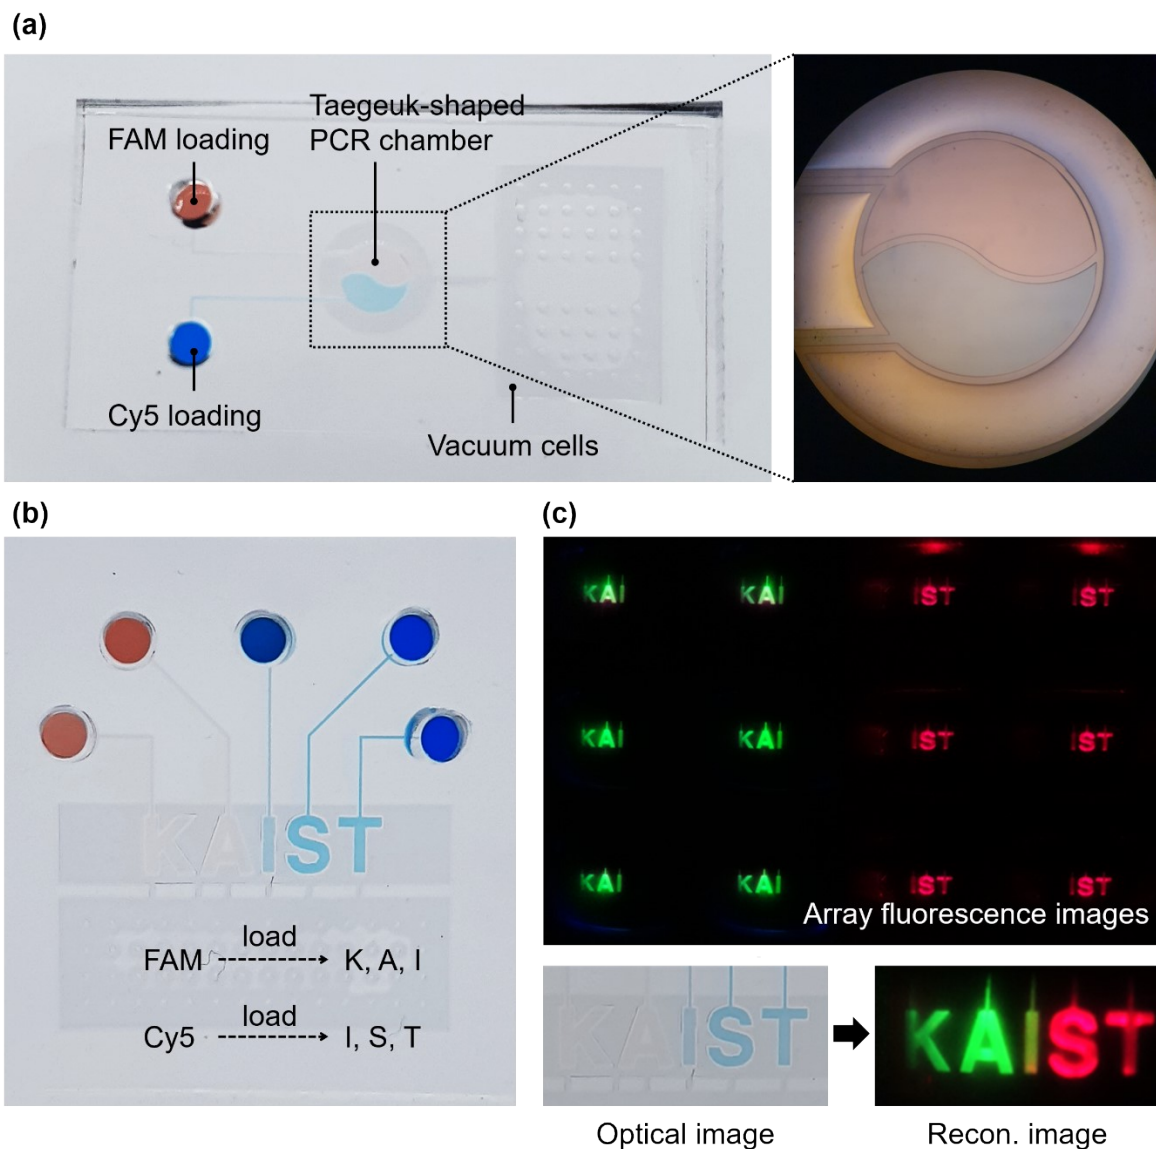 (a)
Taegeuk-shaped
PCR chamber
FAM loading
Cy5 loading
Vacuum cells
(b)
KAIST
FAM load K, A, I
Cy5 load I, S, T
(c)
KAI KAI IST IST
KAI KAI IST IST
KAI KAI IST IST
Array fluorescence images
KAIST
KAIST
Optical image
Recon. image